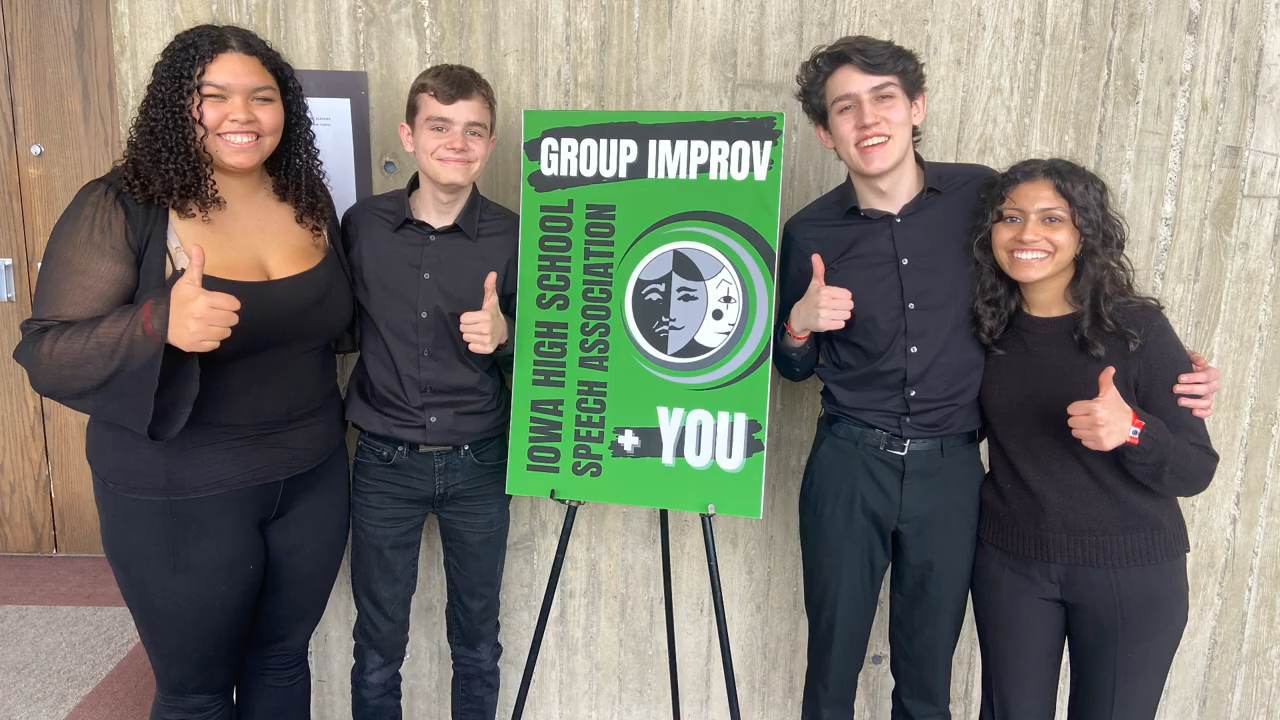 GROUP IMPROV
IOWA HIGH SCHOOL
SPEECH ASSOCIATION
+ YOU